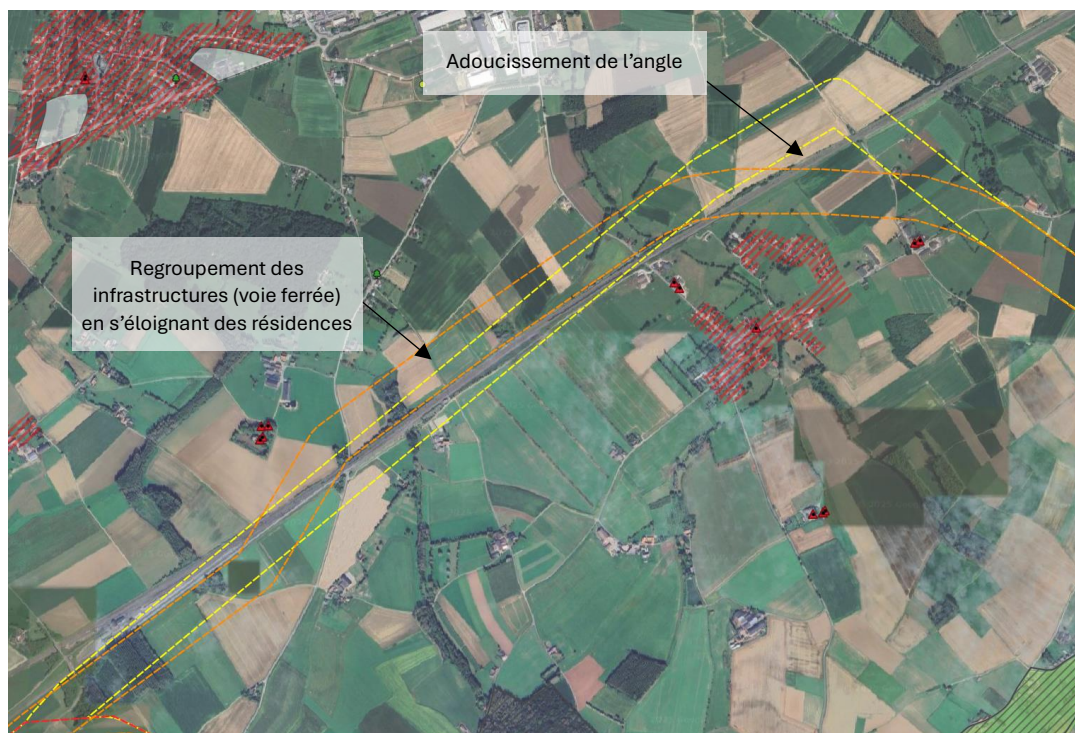 Adoucissement de l’angle
Regroupement des
infrastructures (voie ferrée)
en s’éloignant des résidences